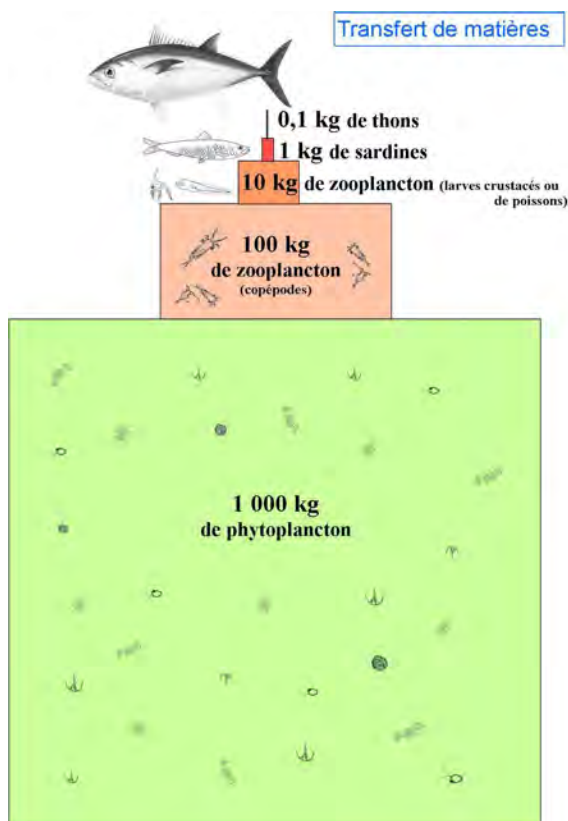 Transfert de matières
0,1 kg de thons
1 kg de sardines
10 kg de zooplancton (larves crustacés ou
de poissons)
100 kg
de zooplancton
(copépodes)
1 000 kg
de phytoplancton